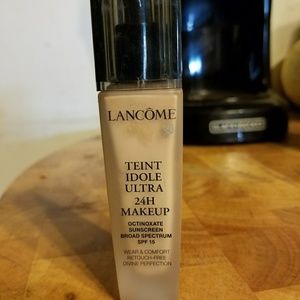 LANCÔME
TEINT
IDOLE
ULTRA
24H
MAKEUP
OCTINOXATE
SUNSCREEN
BROAD SPECTRUM
SPF 15
WEAR & COMFORT
RETOUCH-FREE
DIVINE PERFECTION